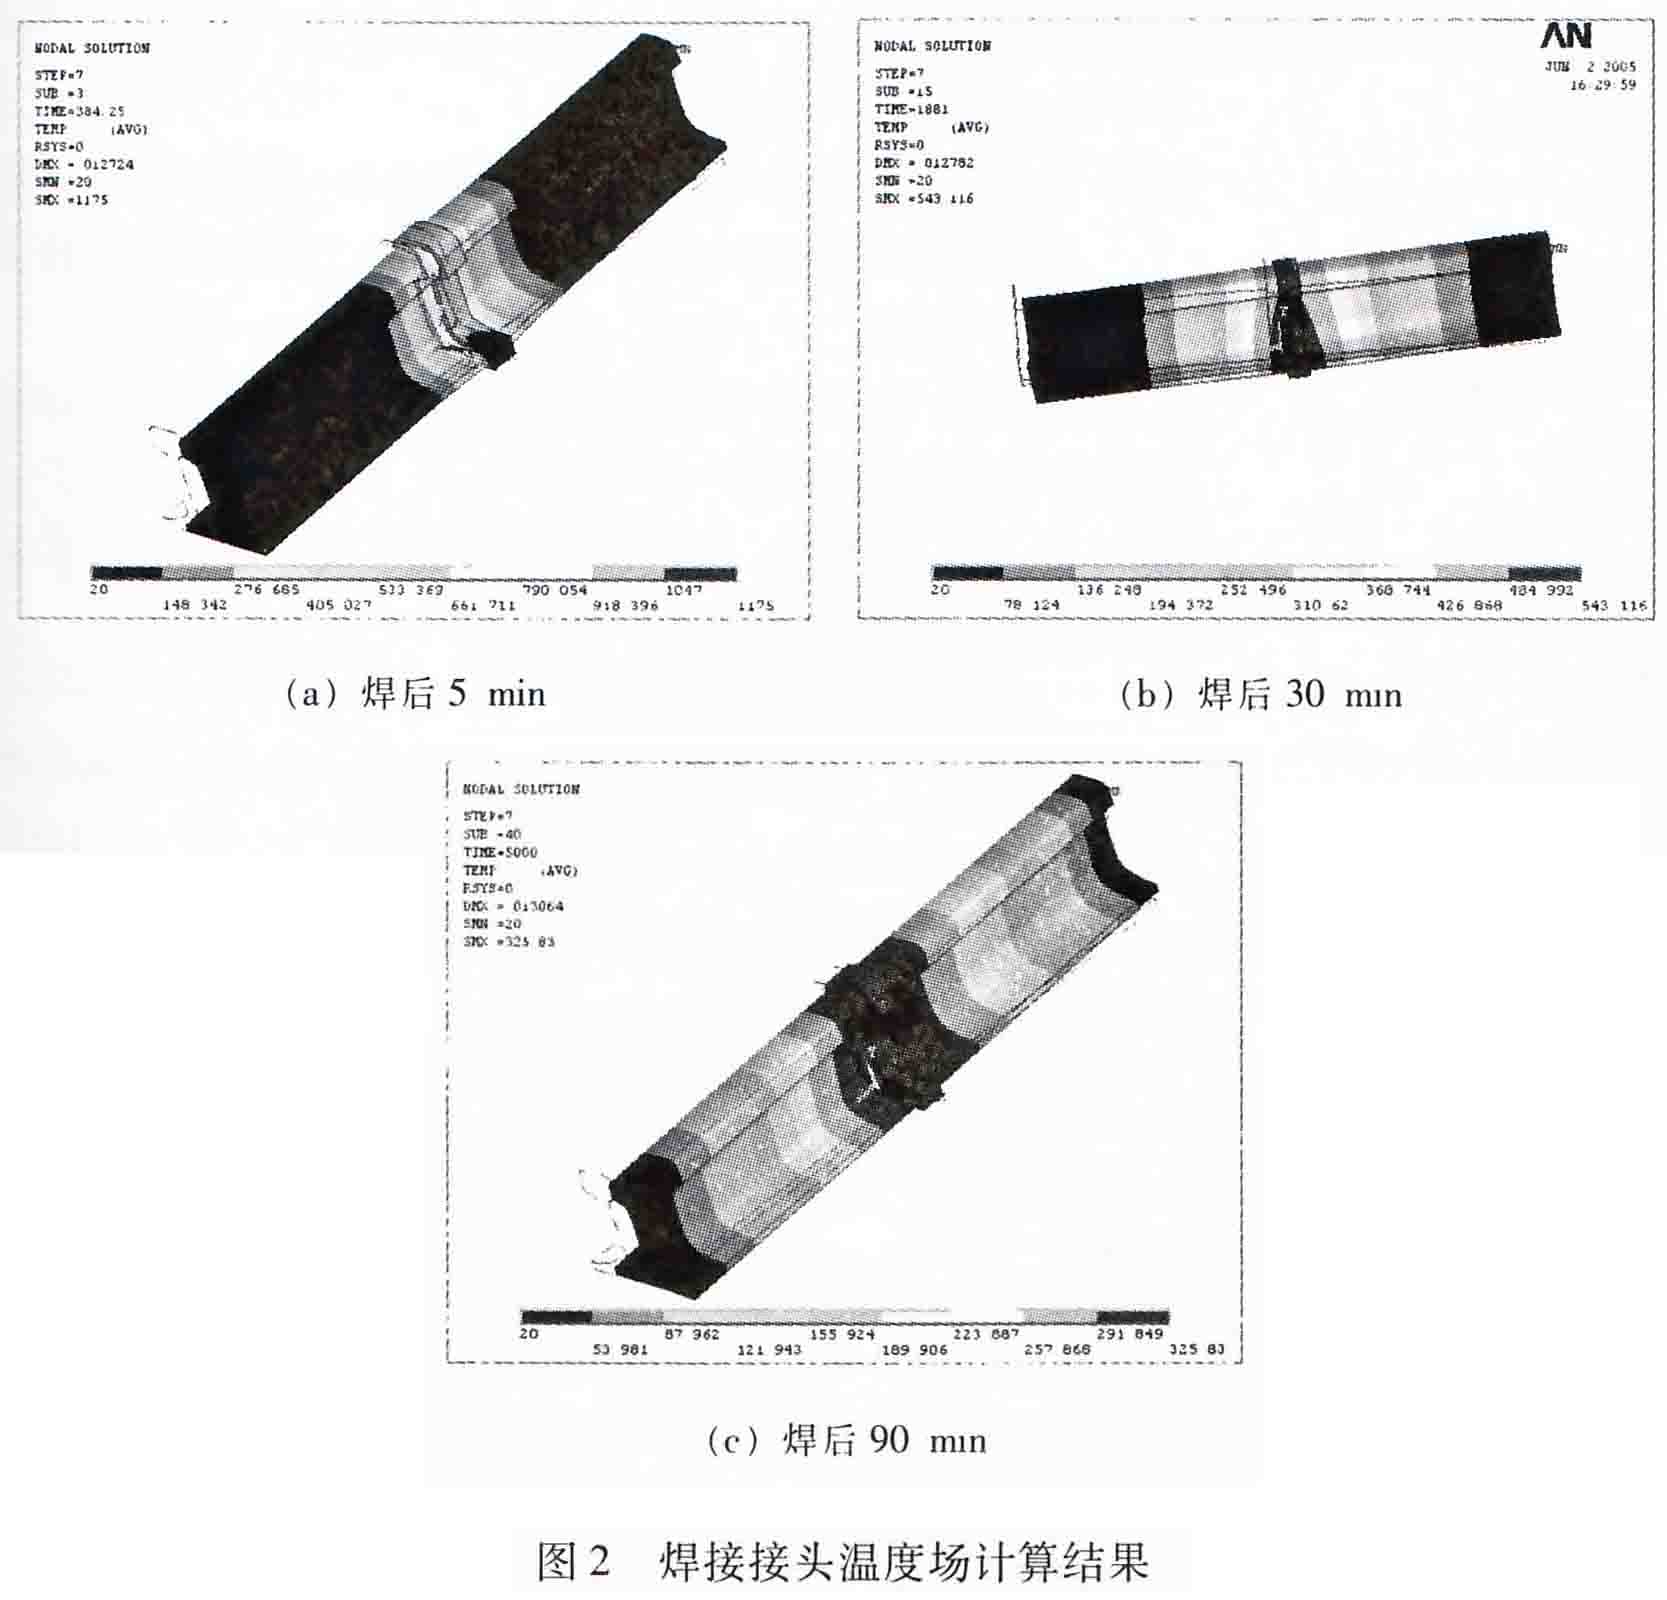 NODAL SOLUTION
STEP=7
SUB =3
TIME=384.25
TEMP (AVG)
RSYS=0
DMX = 012724
SMN =20
SMX =1175
MN
20 276 685 533 369 790 054 1047
148 342 405 027 661 711 918 396 1175
(a) 焊后 5 min
NODAL SOLUTION
STEP=7
SUB =15
TIME=1881
TEMP (AVG)
RSYS=0
DMX = 012782
SMN =20
SMX =543 116
AN
JUN 2 2005
16 29 59
20 136 248 252 496 368 744 484 992
78 124 194 372 310 62 426 868 543 116
(b) 焊后 30 min
NODAL SOLUTION
STEP=7
SUB =40
TIME=5000
TEMP (AVG)
RSYS=0
DMX = 013064
SMN =20
SMX =325 83
20 87 962 155 924 223 887 291 849
53 981 121 943 189 906 257 868 325 83
(c) 焊后 90 min
图 2 焊接接头温度场计算结果